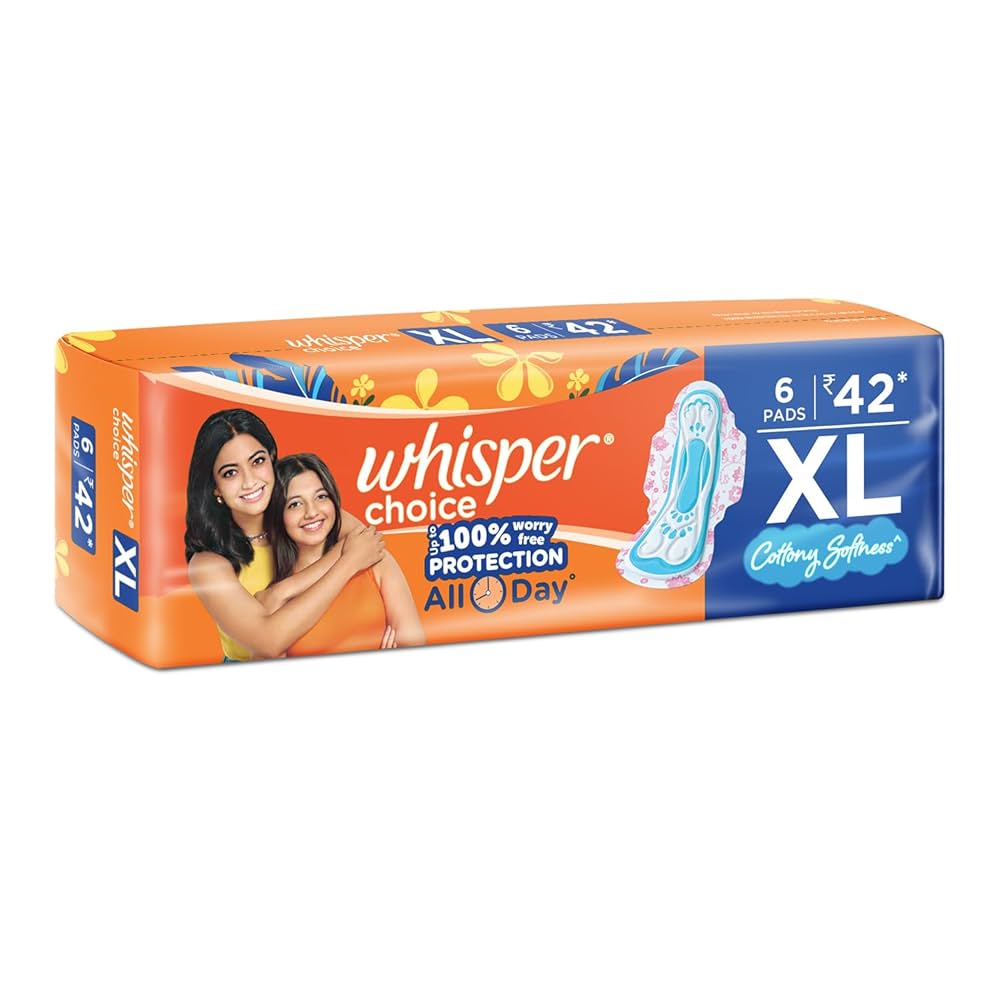 whisper®
choice
XL
6
PADS
₹42*
whisper®
choice
6
PADS
₹42*
XL
whisper®
choice
Up to
100% worry
free
PROTECTION
All Day°
6
PADS
₹42*
XL
Cottony Softness^